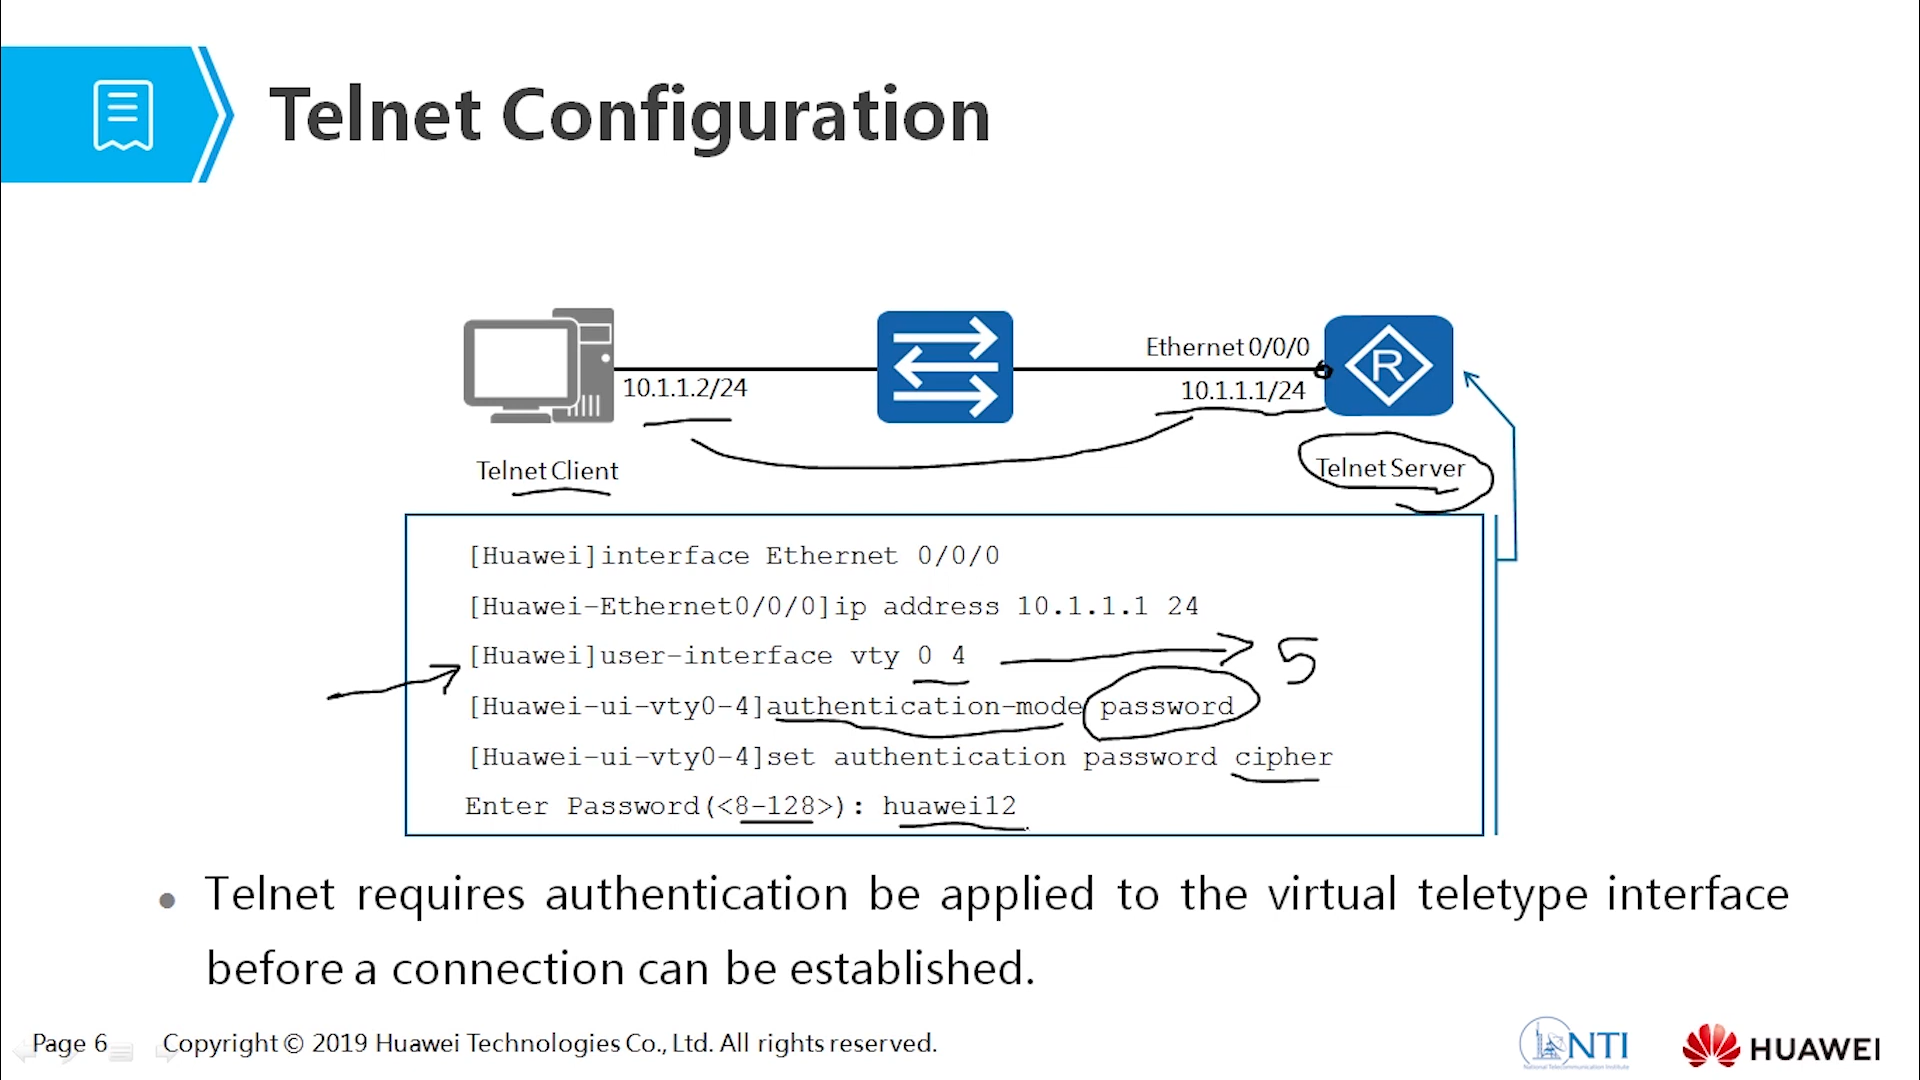 Telnet Configuration
Ethernet 0/0/0
R
10.1.1.2/24
10.1.1.1/24
Telnet Client
Telnet Server
[Huawei]interface Ethernet 0/0/0
[Huawei-Ethernet0/0/0]ip address 10.1.1.1 24
[Huawei]user-interface vty 0 4
5
[Huawei-ui-vty0-4]authentication-mode password
[Huawei-ui-vty0-4]set authentication password cipher
Enter Password(<8-128>): huawei12
• Telnet requires authentication be applied to the virtual teletype interface
before a connection can be established.
Page 6
Copyright © 2019 Huawei Technologies Co., Ltd. All rights reserved.
NTI
National Telecommunication Institute
HUAWEI